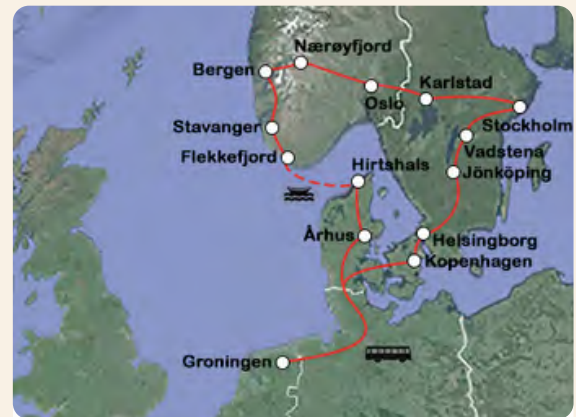 Nærøyfjord
Bergen
Karlstad
Oslo
Stockholm
Stavanger
Vadstena
Flekkefjord
Hirtshals
Jönköping
Århus
Helsingborg
Kopenhagen
Groningen